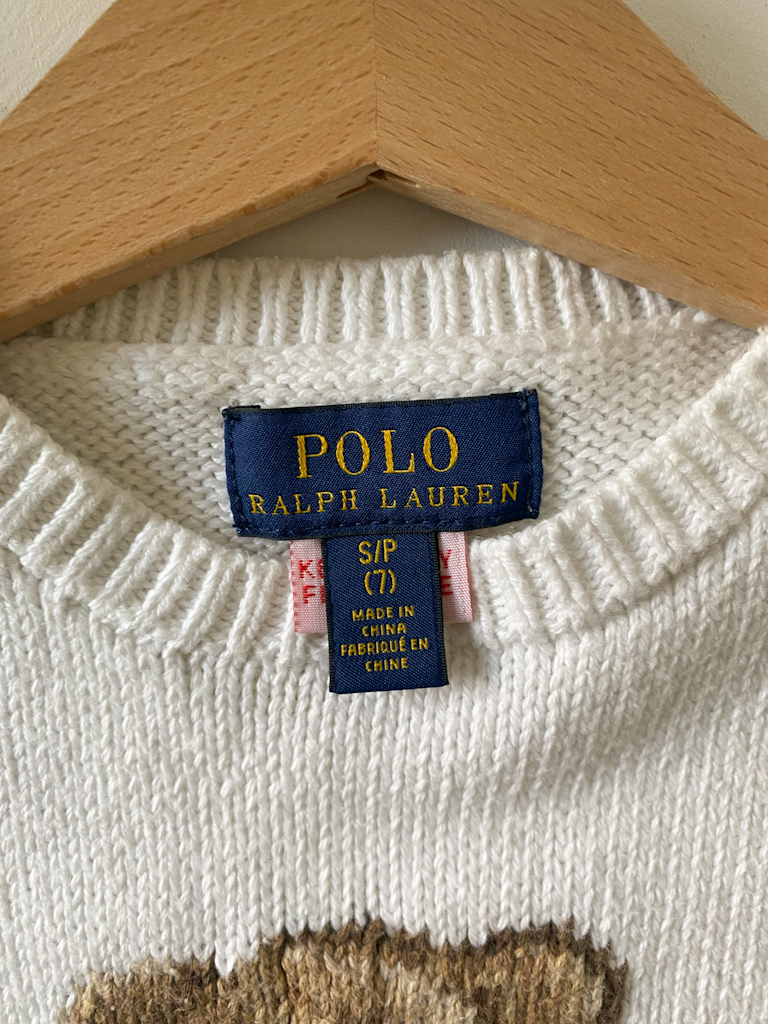 POLO
RALPH LAUREN
S/P
(7)
MADE IN
CHINA
FABRIQUÉ EN
CHINE